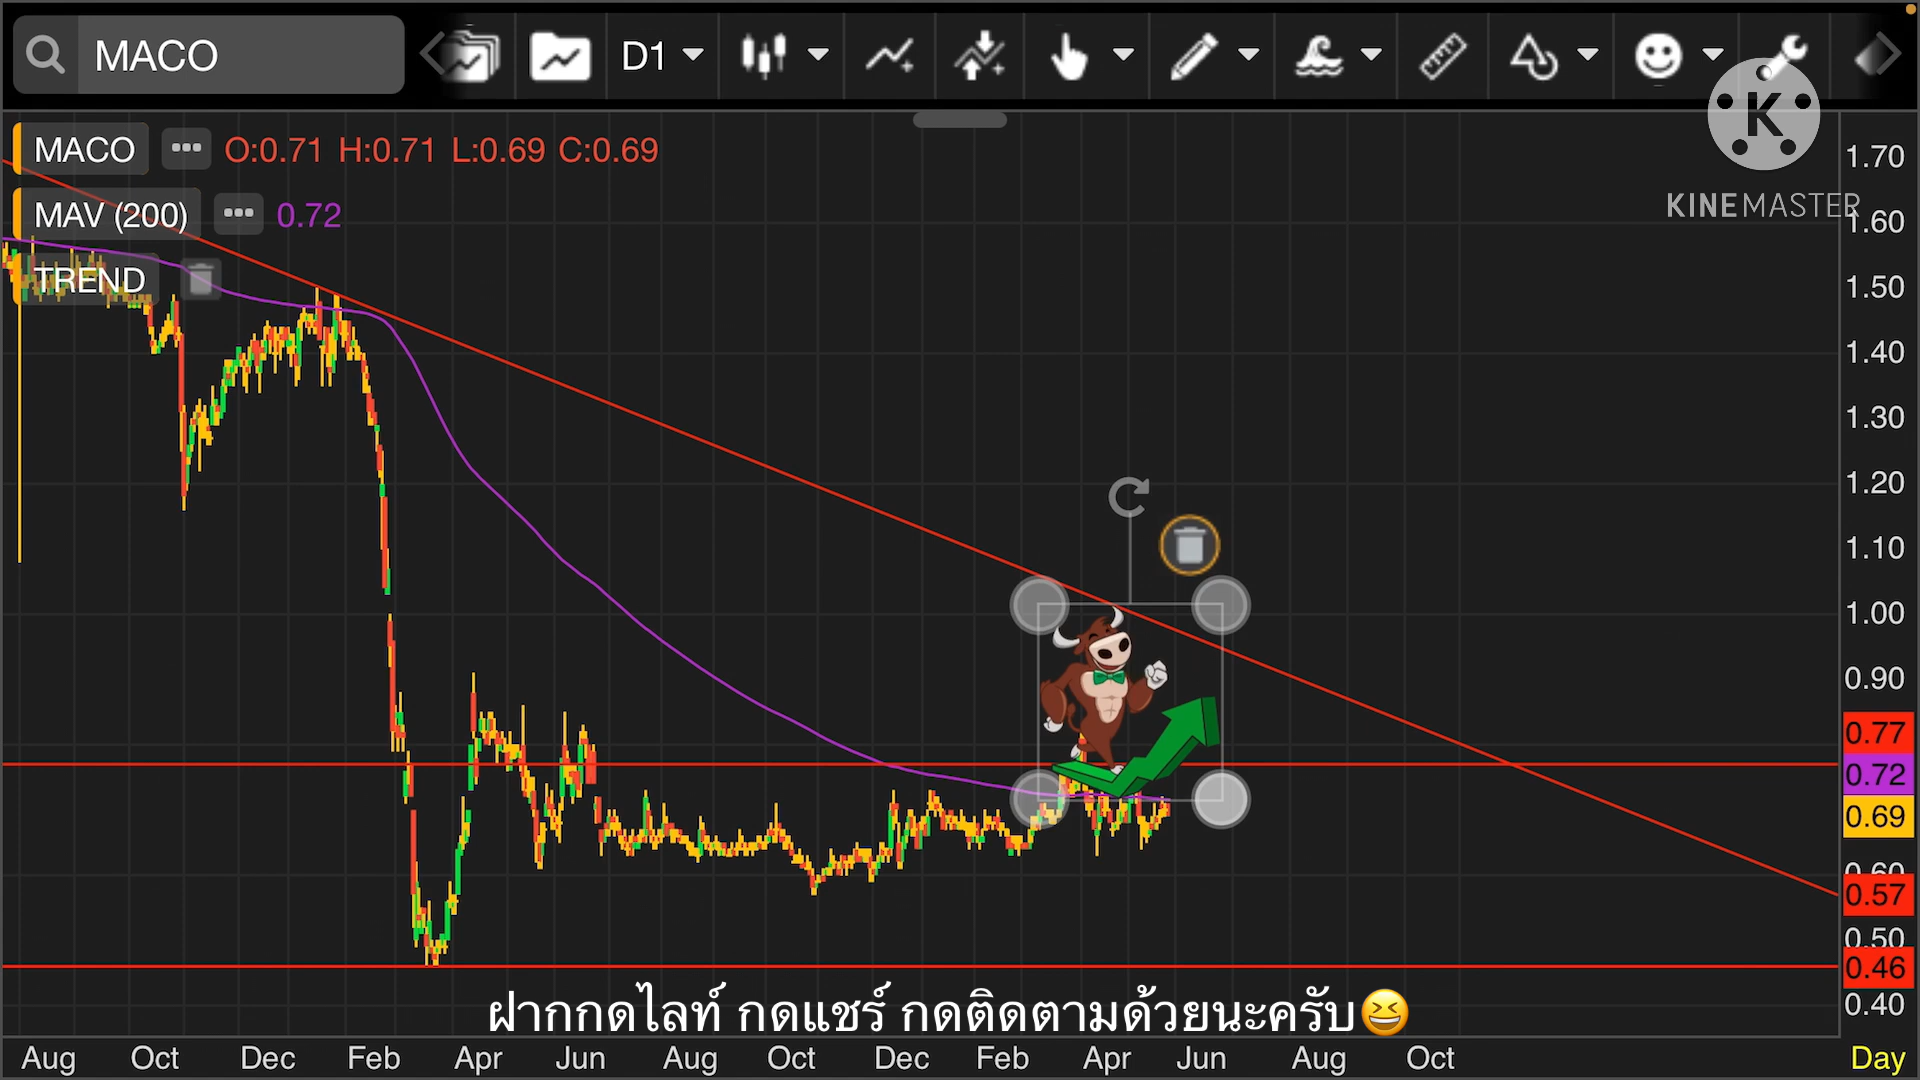 MACO
D1
K
KINEMASTER
MACO ••• O:0.71 H:0.71 L:0.69 C:0.69
MAV (200) ••• 0.72
TREND
1.70
1.60
1.50
1.40
1.30
1.20
1.10
1.00
0.90
0.77
0.72
0.69
0.60
0.57
0.50
0.46
0.40
ฝากกดไลท์ กดแชร์ กดติดตามด้วยนะครับ😆
Aug Oct Dec Feb Apr Jun Aug Oct Dec Feb Apr Jun Aug Oct Day